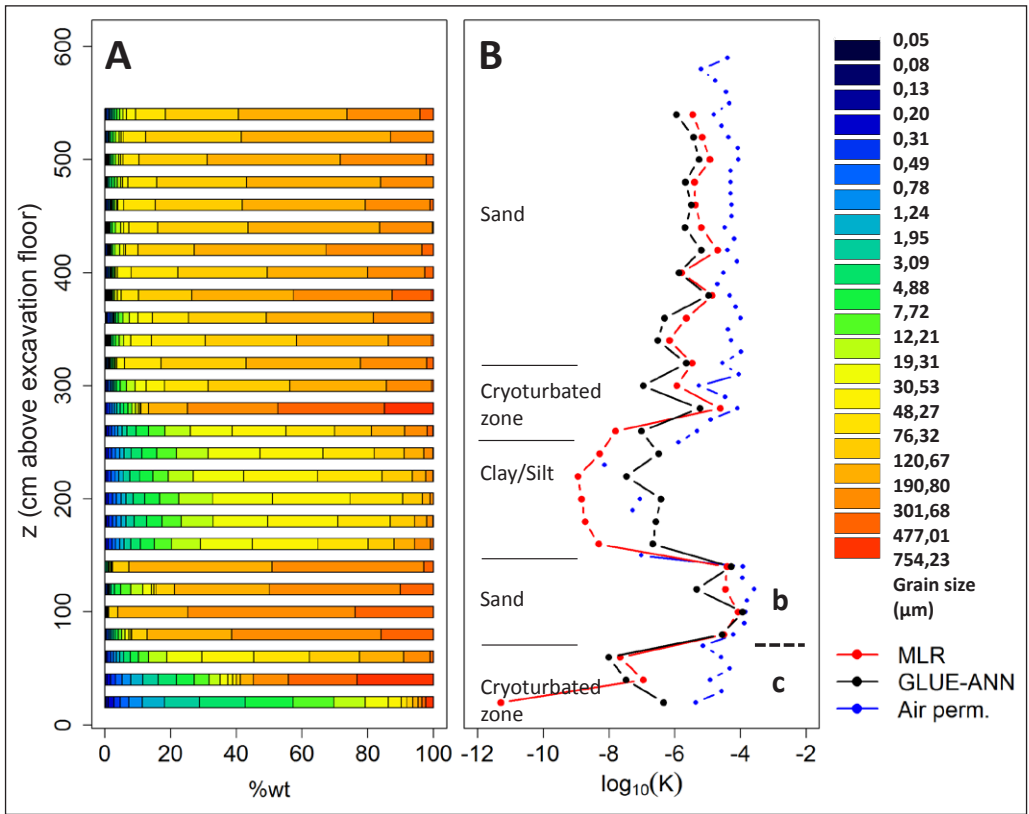 A
B
z (cm above excavation floor)
600
500
400
300
200
100
0
0 20 40 60 80 100
%wt
Sand
Cryoturbated
zone
Clay/Silt
Sand
b
c
Cryoturbated
zone
-12 -10 -8 -6 -4 -2
log₁₀(K)
0,05
0,08
0,13
0,20
0,31
0,49
0,78
1,24
1,95
3,09
4,88
7,72
12,21
19,31
30,53
48,27
76,32
120,67
190,80
301,68
477,01
754,23
Grain size
(µm)
MLR
GLUE-ANN
Air perm.